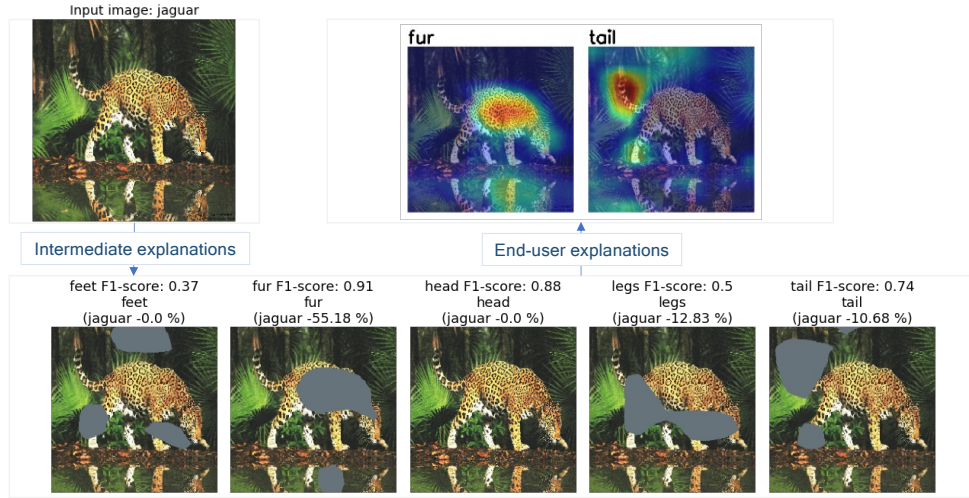 Input image: jaguar
fur
tail
Intermediate explanations
End-user explanations
feet F1-score: 0.37
feet
(jaguar -0.0 %)
fur F1-score: 0.91
fur
(jaguar -55.18 %)
head F1-score: 0.88
head
(jaguar -0.0 %)
legs F1-score: 0.5
legs
(jaguar -12.83 %)
tail F1-score: 0.74
tail
(jaguar -10.68 %)